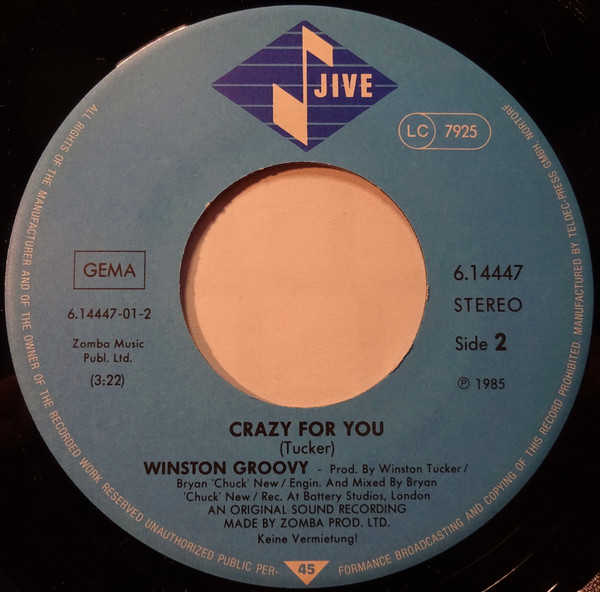 JIVE
LC 7925
GEMA
6.14447-01-2
Zomba Music
Publ. Ltd.
(3:22)
6.14447
STEREO
Side 2
℗ 1985
CRAZY FOR YOU
(Tucker)
WINSTON GROOVY - Prod. By Winston Tucker/
Bryan 'Chuck' New/Engin. And Mixed By Bryan
'Chuck' New/Rec. At Battery Studios, London
AN ORIGINAL SOUND RECORDING
MADE BY ZOMBA PROD. LTD.
Keine Vermietung!
45
ALL RIGHTS OF THE MANUFACTURER AND OF THE OWNER OF THE RECORDED WORK RESERVED UNAUTHORIZED PUBLIC PER-
FORMANCE BROADCASTING AND COPYING OF THIS RECORD PROHIBITED. MANUFACTURED BY TELDEC-PRESS GMBH. NORTORF